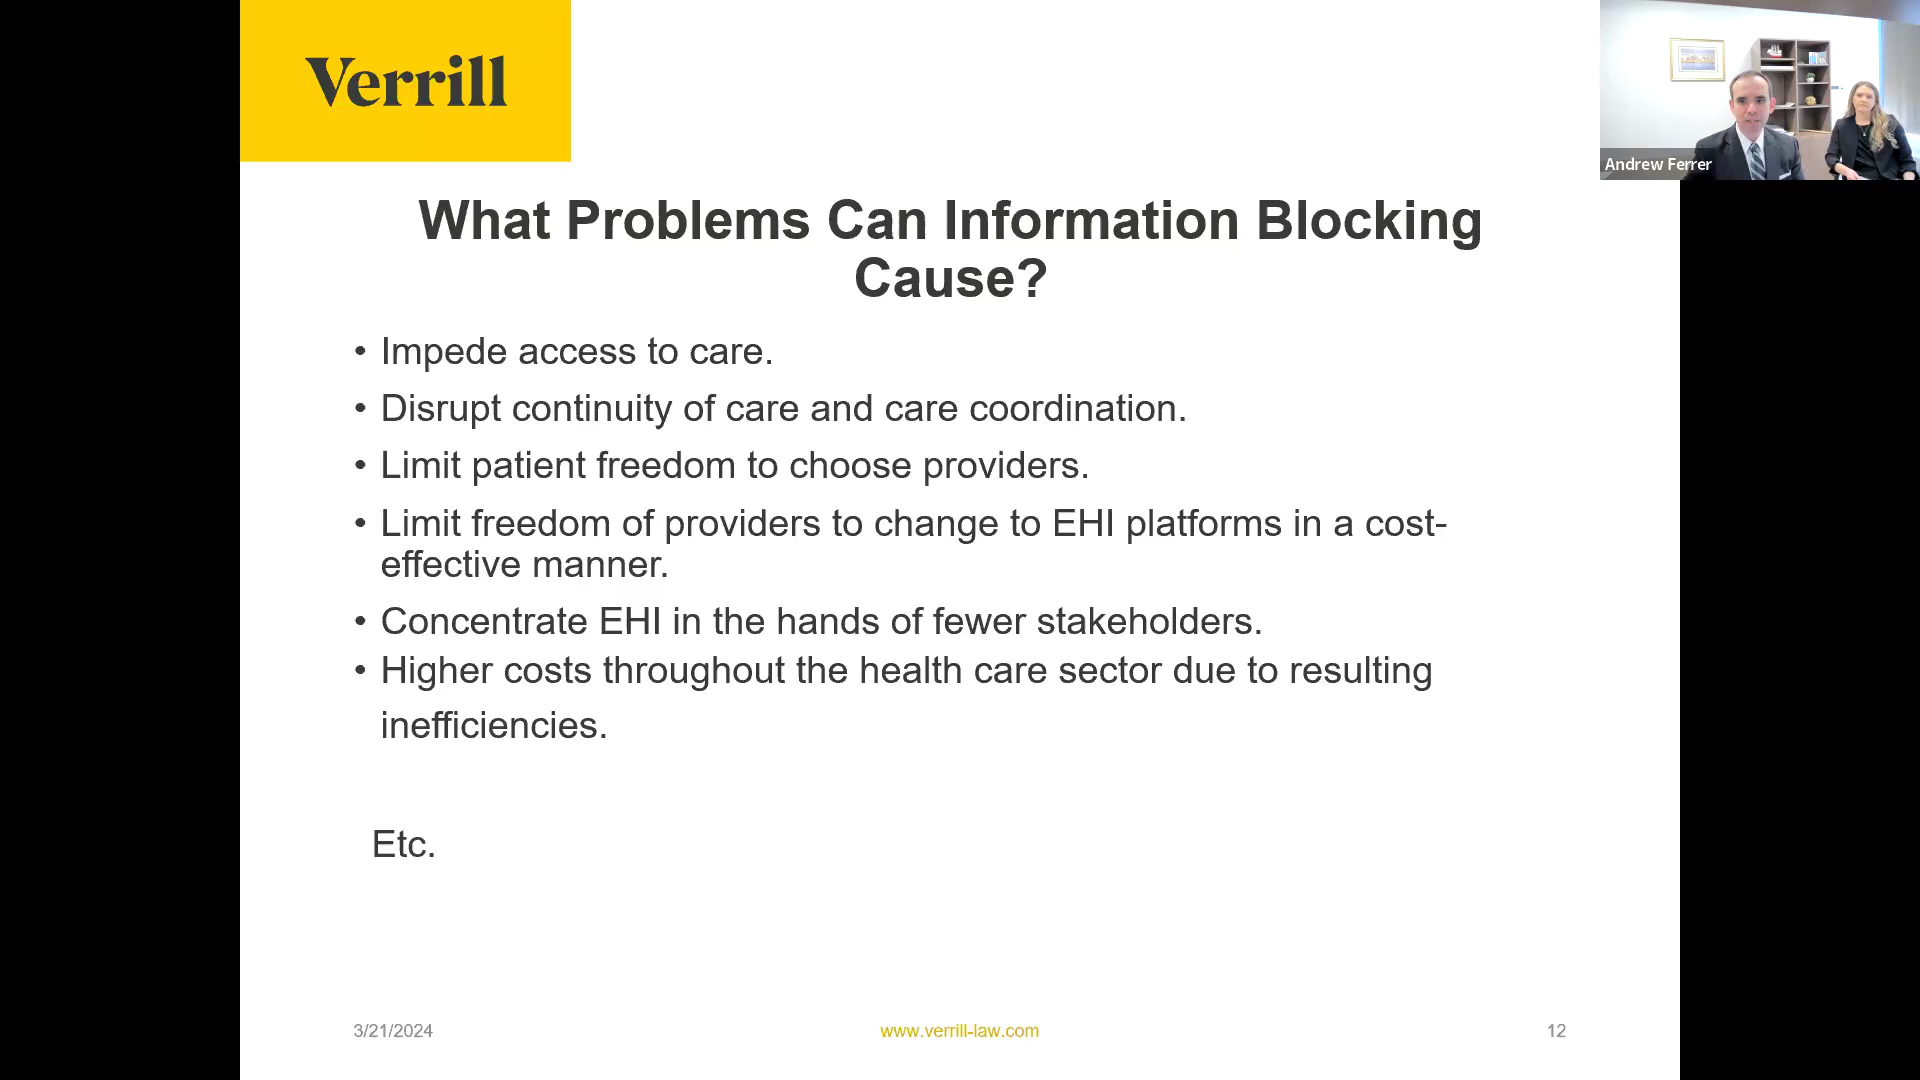 Verrill
Andrew Ferrer
What Problems Can Information Blocking
Cause?
• Impede access to care.
• Disrupt continuity of care and care coordination.
• Limit patient freedom to choose providers.
• Limit freedom of providers to change to EHI platforms in a cost-
effective manner.
• Concentrate EHI in the hands of fewer stakeholders.
• Higher costs throughout the health care sector due to resulting
inefficiencies.
Etc.
3/21/2024
www.verrill-law.com
12